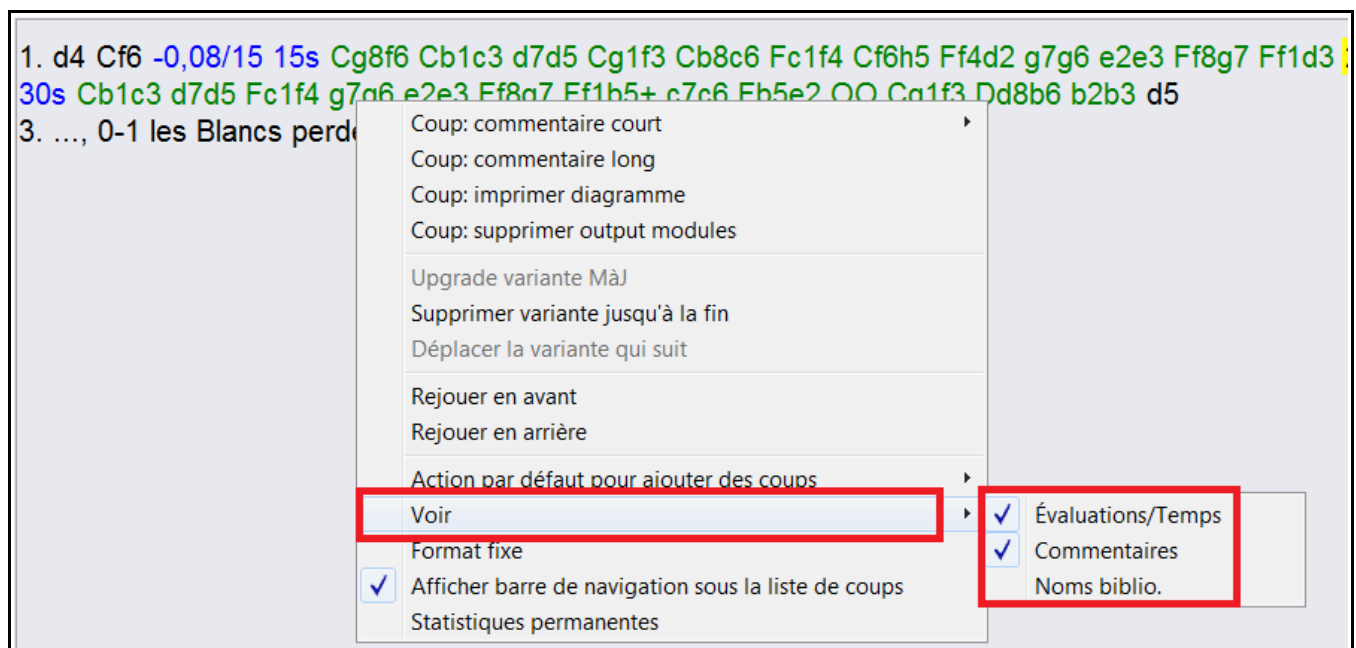 1. d4 Cf6 -0,08/15 15s Cg8f6 Cb1c3 d7d5 Cg1f3 Cb8c6 Fc1f4 Cf6h5 Ff4d2 g7g6 e2e3 Ff8g7 Ff1d3
30s Cb1c3 d7d5 Fc1f4 g7g6 e2e3 Ff8g7 Ff1b5+ c7c6 Fb5e2 OO Cg1f3 Dd8b6 b2b3 d5
3. ..., 0-1 les Blancs
Coup: commentaire court
Coup: commentaire long
Coup: imprimer diagramme
Coup: supprimer output modules
Upgrade variante MàJ
Supprimer variante jusqu'à la fin
Déplacer la variante qui suit
Rejouer en avant
Rejouer en arrière
Action par défaut pour ajouter des coups
Voir
Évaluations/Temps
Format fixe
Commentaires
Afficher barre de navigation sous la liste de coups
Noms biblio.
Statistiques permanentes